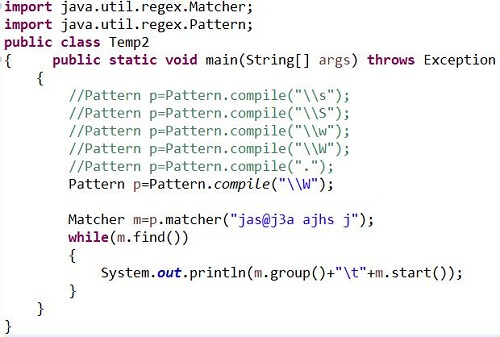 import java.util.regex.Matcher;
import java.util.regex.Pattern;
public class Temp2
{     public static void main(String[] args) throws Exception
    {
        //Pattern p=Pattern.compile("\\s");
        //Pattern p=Pattern.compile("\\S");
        //Pattern p=Pattern.compile("\\w");
        //Pattern p=Pattern.compile("\\W");
        //Pattern p=Pattern.compile(".");
        Pattern p=Pattern.compile("\\W");

        Matcher m=p.matcher("jas@j3a ajhs j");
        while(m.find())
        {
            System.out.println(m.group()+"\t"+m.start());
        }
    }
}